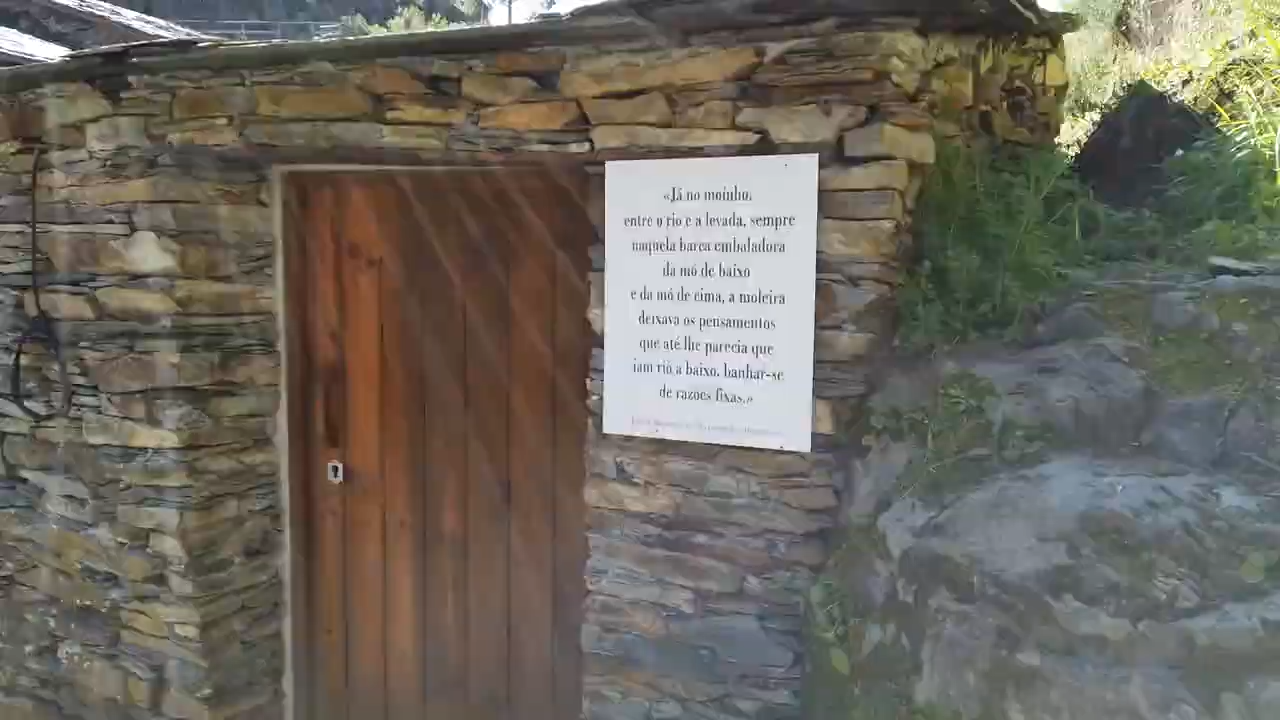 «Já no moinho,
entre o rio e a levada, sempre
naquela barca embaladora
da mó de baixo
e da mó de cima, a moleira
deixava os pensamentos
que até lhe parecia que
iam rio a baixo, banhar-se
de razões fixas.»